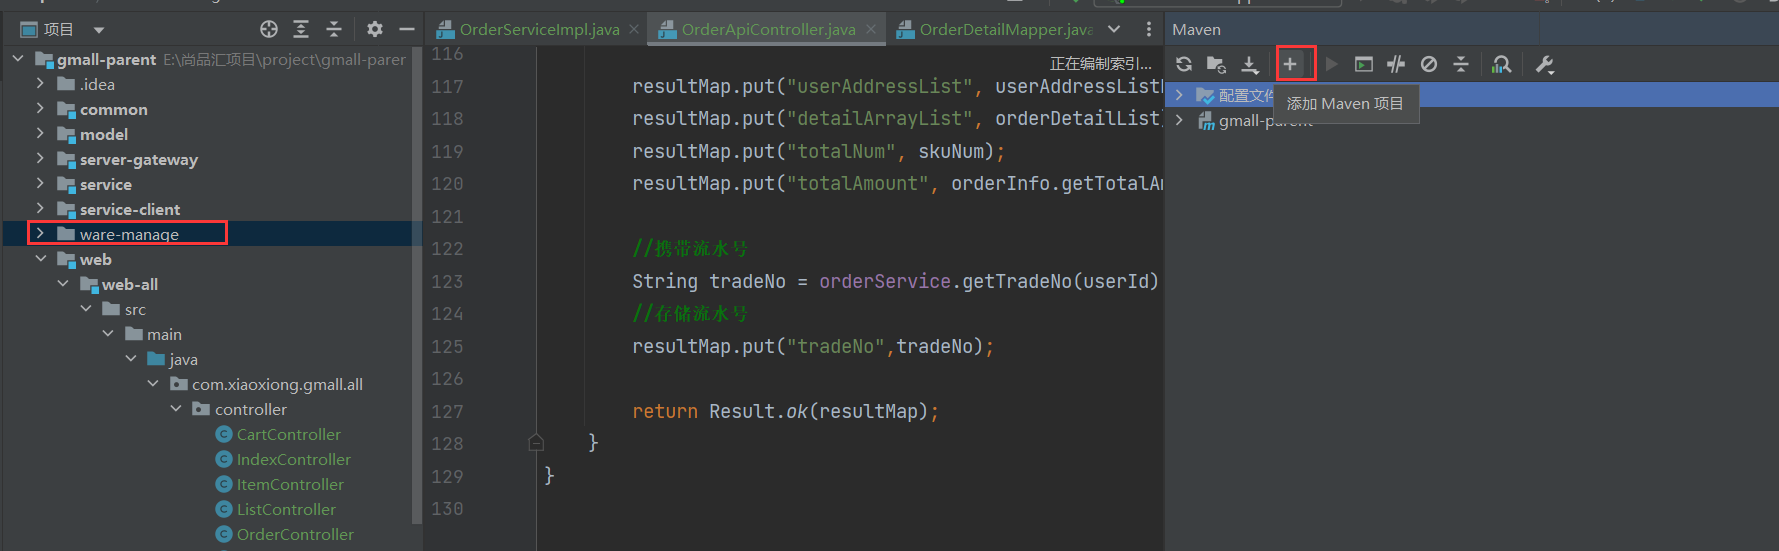 项目
gmall-parent E:\尚品汇项目\project\gmall-parer
.idea
common
model
server-gateway
service
service-client
ware-manage
web
web-all
src
main
java
com.xiaoxiong.gmall.all
controller
CartController
IndexController
ItemController
ListController
OrderController
OrderServiceImpl.java
OrderApiController.java
OrderDetailMapper.java
116
正在编制索引...
117 resultMap.put("userAddressList", userAddressList
118 resultMap.put("detailArrayList", orderDetailList)
119 resultMap.put("totalNum", skuNum);
120 resultMap.put("totalAmount", orderInfo.getTotalAm
121
122 //携带流水号
123 String tradeNo = orderService.getTradeNo(userId)
124 //存储流水号
125 resultMap.put("tradeNo",tradeNo);
126
127 return Result.ok(resultMap);
128 }
129 }
130
Maven
配置文件
添加 Maven 项目
gmall-parent